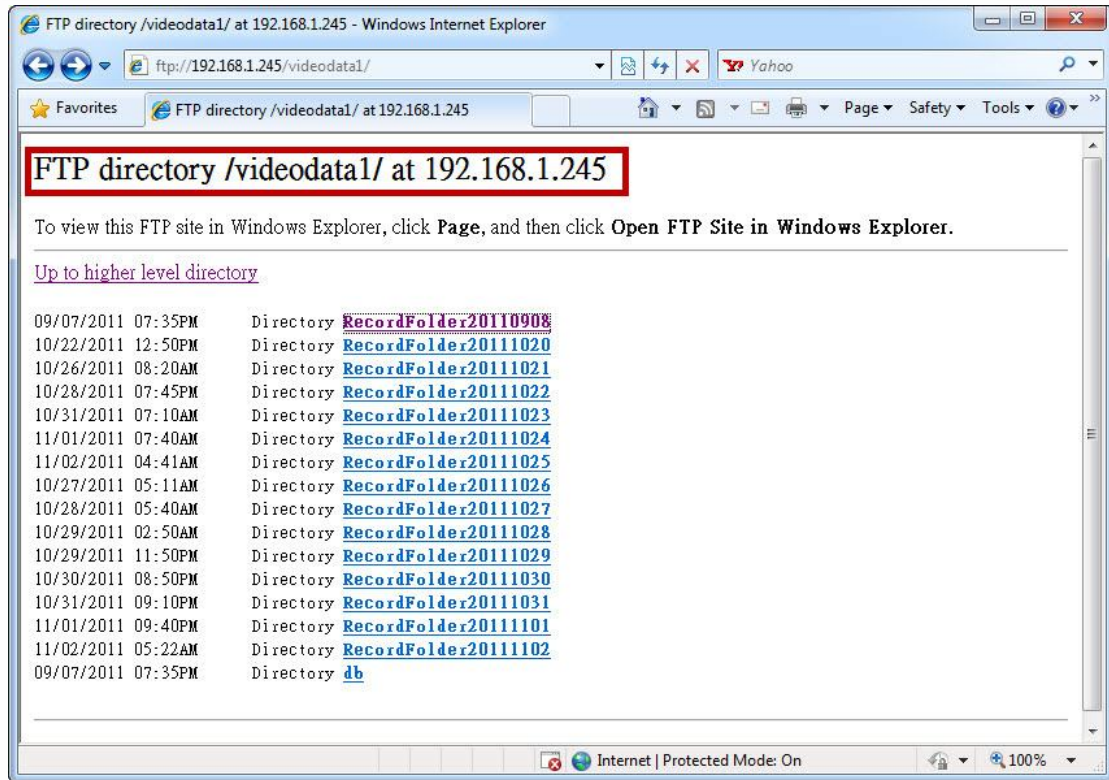 FTP directory /videodata1/ at 192.168.1.245 - Windows Internet Explorer
ftp://192.168.1.245/videodata1/
Yahoo
Favorites
FTP directory /videodata1/ at 192.168.1.245
Page
Safety
Tools
FTP directory /videodata1/ at 192.168.1.245
To view this FTP site in Windows Explorer, click Page, and then click Open FTP Site in Windows Explorer.
Up to higher level directory
09/07/2011 07:35PM Directory RecordFolder20110908
10/22/2011 12:50PM Directory RecordFolder20111020
10/26/2011 08:20AM Directory RecordFolder20111021
10/28/2011 07:45PM Directory RecordFolder20111022
10/31/2011 07:10AM Directory RecordFolder20111023
11/01/2011 07:40AM Directory RecordFolder20111024
11/02/2011 04:41AM Directory RecordFolder20111025
10/27/2011 05:11AM Directory RecordFolder20111026
10/28/2011 05:40AM Directory RecordFolder20111027
10/29/2011 02:50AM Directory RecordFolder20111028
10/29/2011 11:50PM Directory RecordFolder20111029
10/30/2011 08:50PM Directory RecordFolder20111030
10/31/2011 09:10PM Directory RecordFolder20111031
11/01/2011 09:40PM Directory RecordFolder20111101
11/02/2011 05:22AM Directory RecordFolder20111102
09/07/2011 07:35PM Directory db
Internet | Protected Mode: On
100%